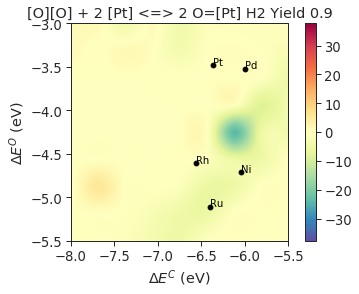 [O][O] + 2 [Pt] <=> 2 O=[Pt] H2 Yield 0.9
−3.0
−3.5
−4.0
−4.5
−5.0
−5.5
ΔE^O (eV)
Pt
Pd
Rh
Ni
Ru
−8.0 −7.5 −7.0 −6.5 −6.0 −5.5
ΔE^C (eV)
30
20
10
0
−10
−20
−30